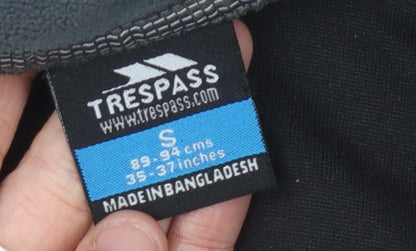 TRESPASS
www.trespass.com
S
89-94 cms
35-37 inches
MADE IN BANGLADESH